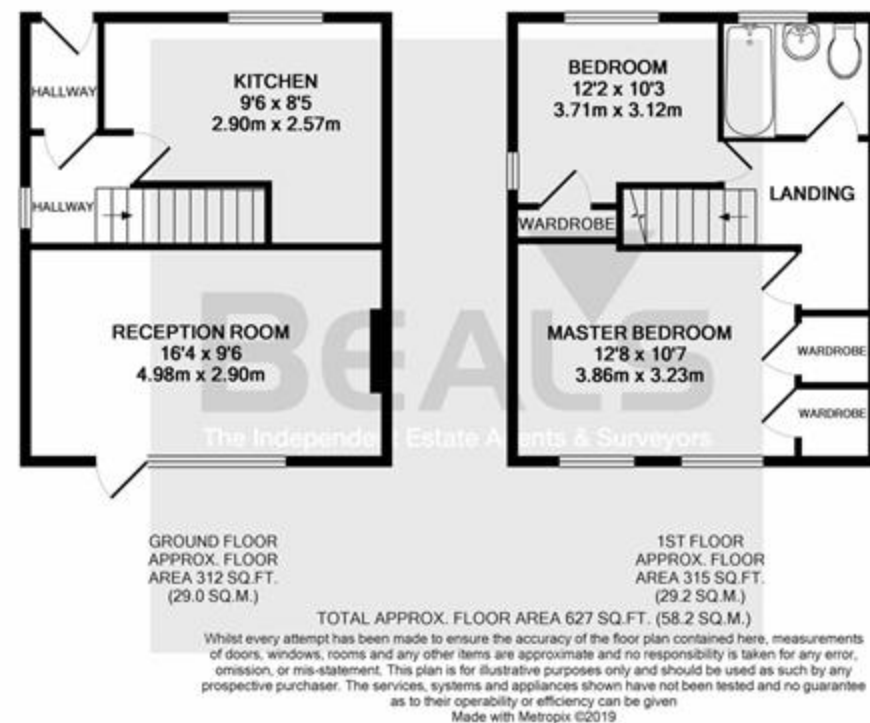 HALLWAY
KITCHEN
9'6 x 8'5
2.90m x 2.57m
HALLWAY
RECEPTION ROOM
16'4 x 9'6
4.98m x 2.90m
BEDROOM
12'2 x 10'3
3.71m x 3.12m
LANDING
WARDROBE
MASTER BEDROOM
12'8 x 10'7
3.86m x 3.23m
WARDROBE
WARDROBE
BEALS
The Independent Estate Agents & Surveyors
GROUND FLOOR
APPROX. FLOOR
AREA 312 SQ.FT.
(29.0 SQ.M.)
1ST FLOOR
APPROX. FLOOR
AREA 315 SQ.FT.
(29.2 SQ.M.)
TOTAL APPROX. FLOOR AREA 627 SQ.FT. (58.2 SQ.M.)
Whilst every attempt has been made to ensure the accuracy of the floor plan contained here, measurements
of doors, windows, rooms and any other items are approximate and no responsibility is taken for any error,
omission, or mis-statement. This plan is for illustrative purposes only and should be used as such by any
prospective purchaser. The services, systems and appliances shown have not been tested and no guarantee
as to their operability or efficiency can be given
Made with Metropix ©2019